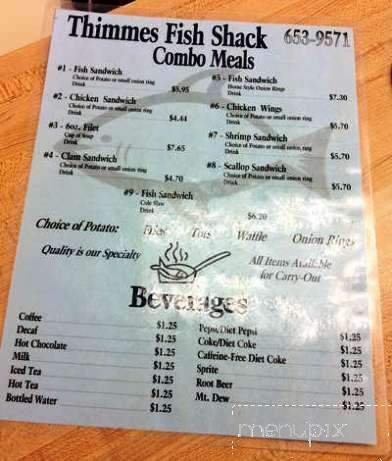 Thimmes Fish Shack 653-9571
Combo Meals
#1 - Fish Sandwich
Choice of Potato or small onion ring
Drink
$5.95
#2 - Chicken Sandwich
Choice of Potato or small onion ring
Drink
$4.44
#3 - 6oz. Filet
Cup of Soup
Drink
$7.65
#4 - Clam Sandwich
Choice of Potato or small onion ring
Drink
$4.70
#5 - Fish Sandwich
Home Style Onion Rings
Drink
$7.30
#6 - Chicken Wings
Choice of Potato or small onion ring
Drink
$5.70
#7 - Shrimp Sandwich
Choice of Potato or small onion ring
Drink
$5.70
#8 - Scallop Sandwich
Choice of Potato or small onion ring
Drink
$5.70
#9 - Fish Sandwich
Cole Slaw
Drink
$6.20
Choice of Potato: Fries Tots Waffle Onion Rings
Quality is our Specialty
All Items Available
for Carry-Out
Beverages
Coffee $1.25
Decaf $1.25
Hot Chocolate $1.25
Milk $1.25
Iced Tea $1.25
Hot Tea $1.25
Bottled Water $1.25
Pepsi/Diet Pepsi $1.25
Coke/Diet Coke $1.25
Caffeine-Free Diet Coke $1.25
Sprite $1.25
Root Beer $1.25
Mt. Dew $1.25
menupix